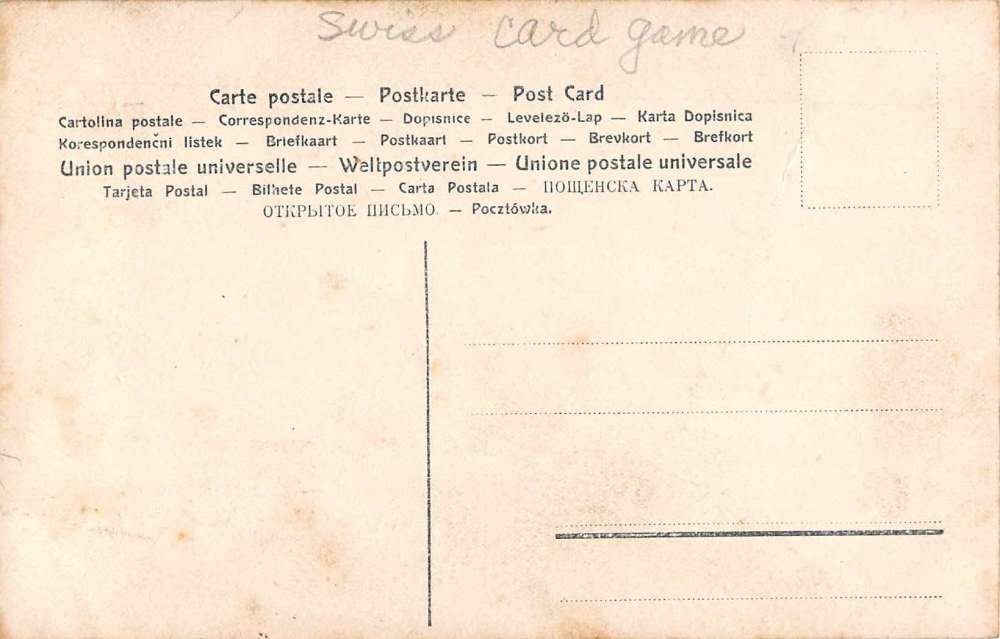 Swiss Card game
Carte postale — Postkarte — Post Card
Cartolina postale — Correspondenz-Karte — Dopisnice — Levelező-Lap — Karta Dopisnica
Korespondenční listek — Briefkaart — Postkaart — Postkort — Brevkort — Brefkort
Union postale universelle — Weltpostverein — Unione postale universale
Tarjeta Postal — Bilhete Postal — Carta Postala — ПОЩЕНСКА КАРТА.
ОТКРЫТОЕ ПИСЬМО. — Pocztówka.